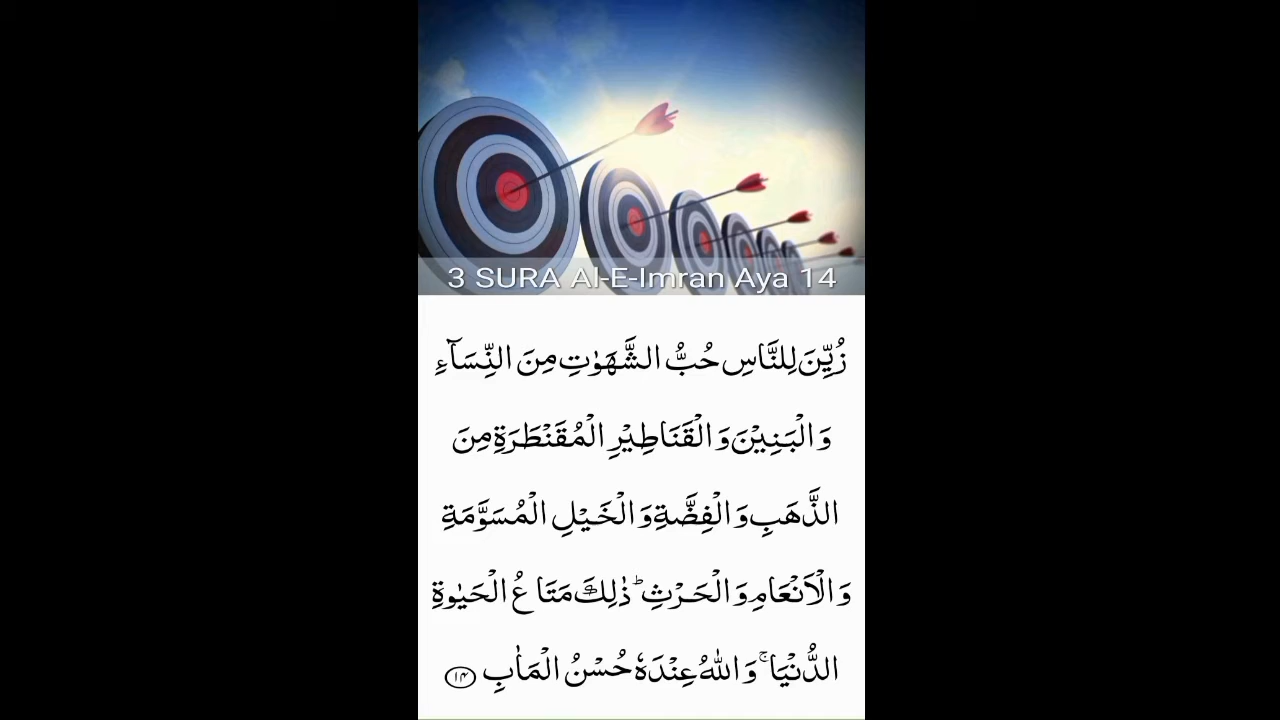 3 SURA Al-E-Imran Aya 14
زُيِّنَ لِلنَّاسِ حُبُّ الشَّهَوٰتِ مِنَ النِّسَآءِ
وَالْبَنِيْنَ وَالْقَنَاطِيْرِ الْمُقَنْطَرَةِ مِنَ
الذَّهَبِ وَالْفِضَّةِ وَالْخَيْلِ الْمُسَوَّمَةِ
وَالْاَنْعَامِ وَالْحَرْثِ ؕ ذٰلِكَ مَتَاعُ الْحَيٰوةِ
الدُّنْيَا ۚ وَاللّٰهُ عِنْدَهٗ حُسْنُ الْمَاٰبِ ۱۴